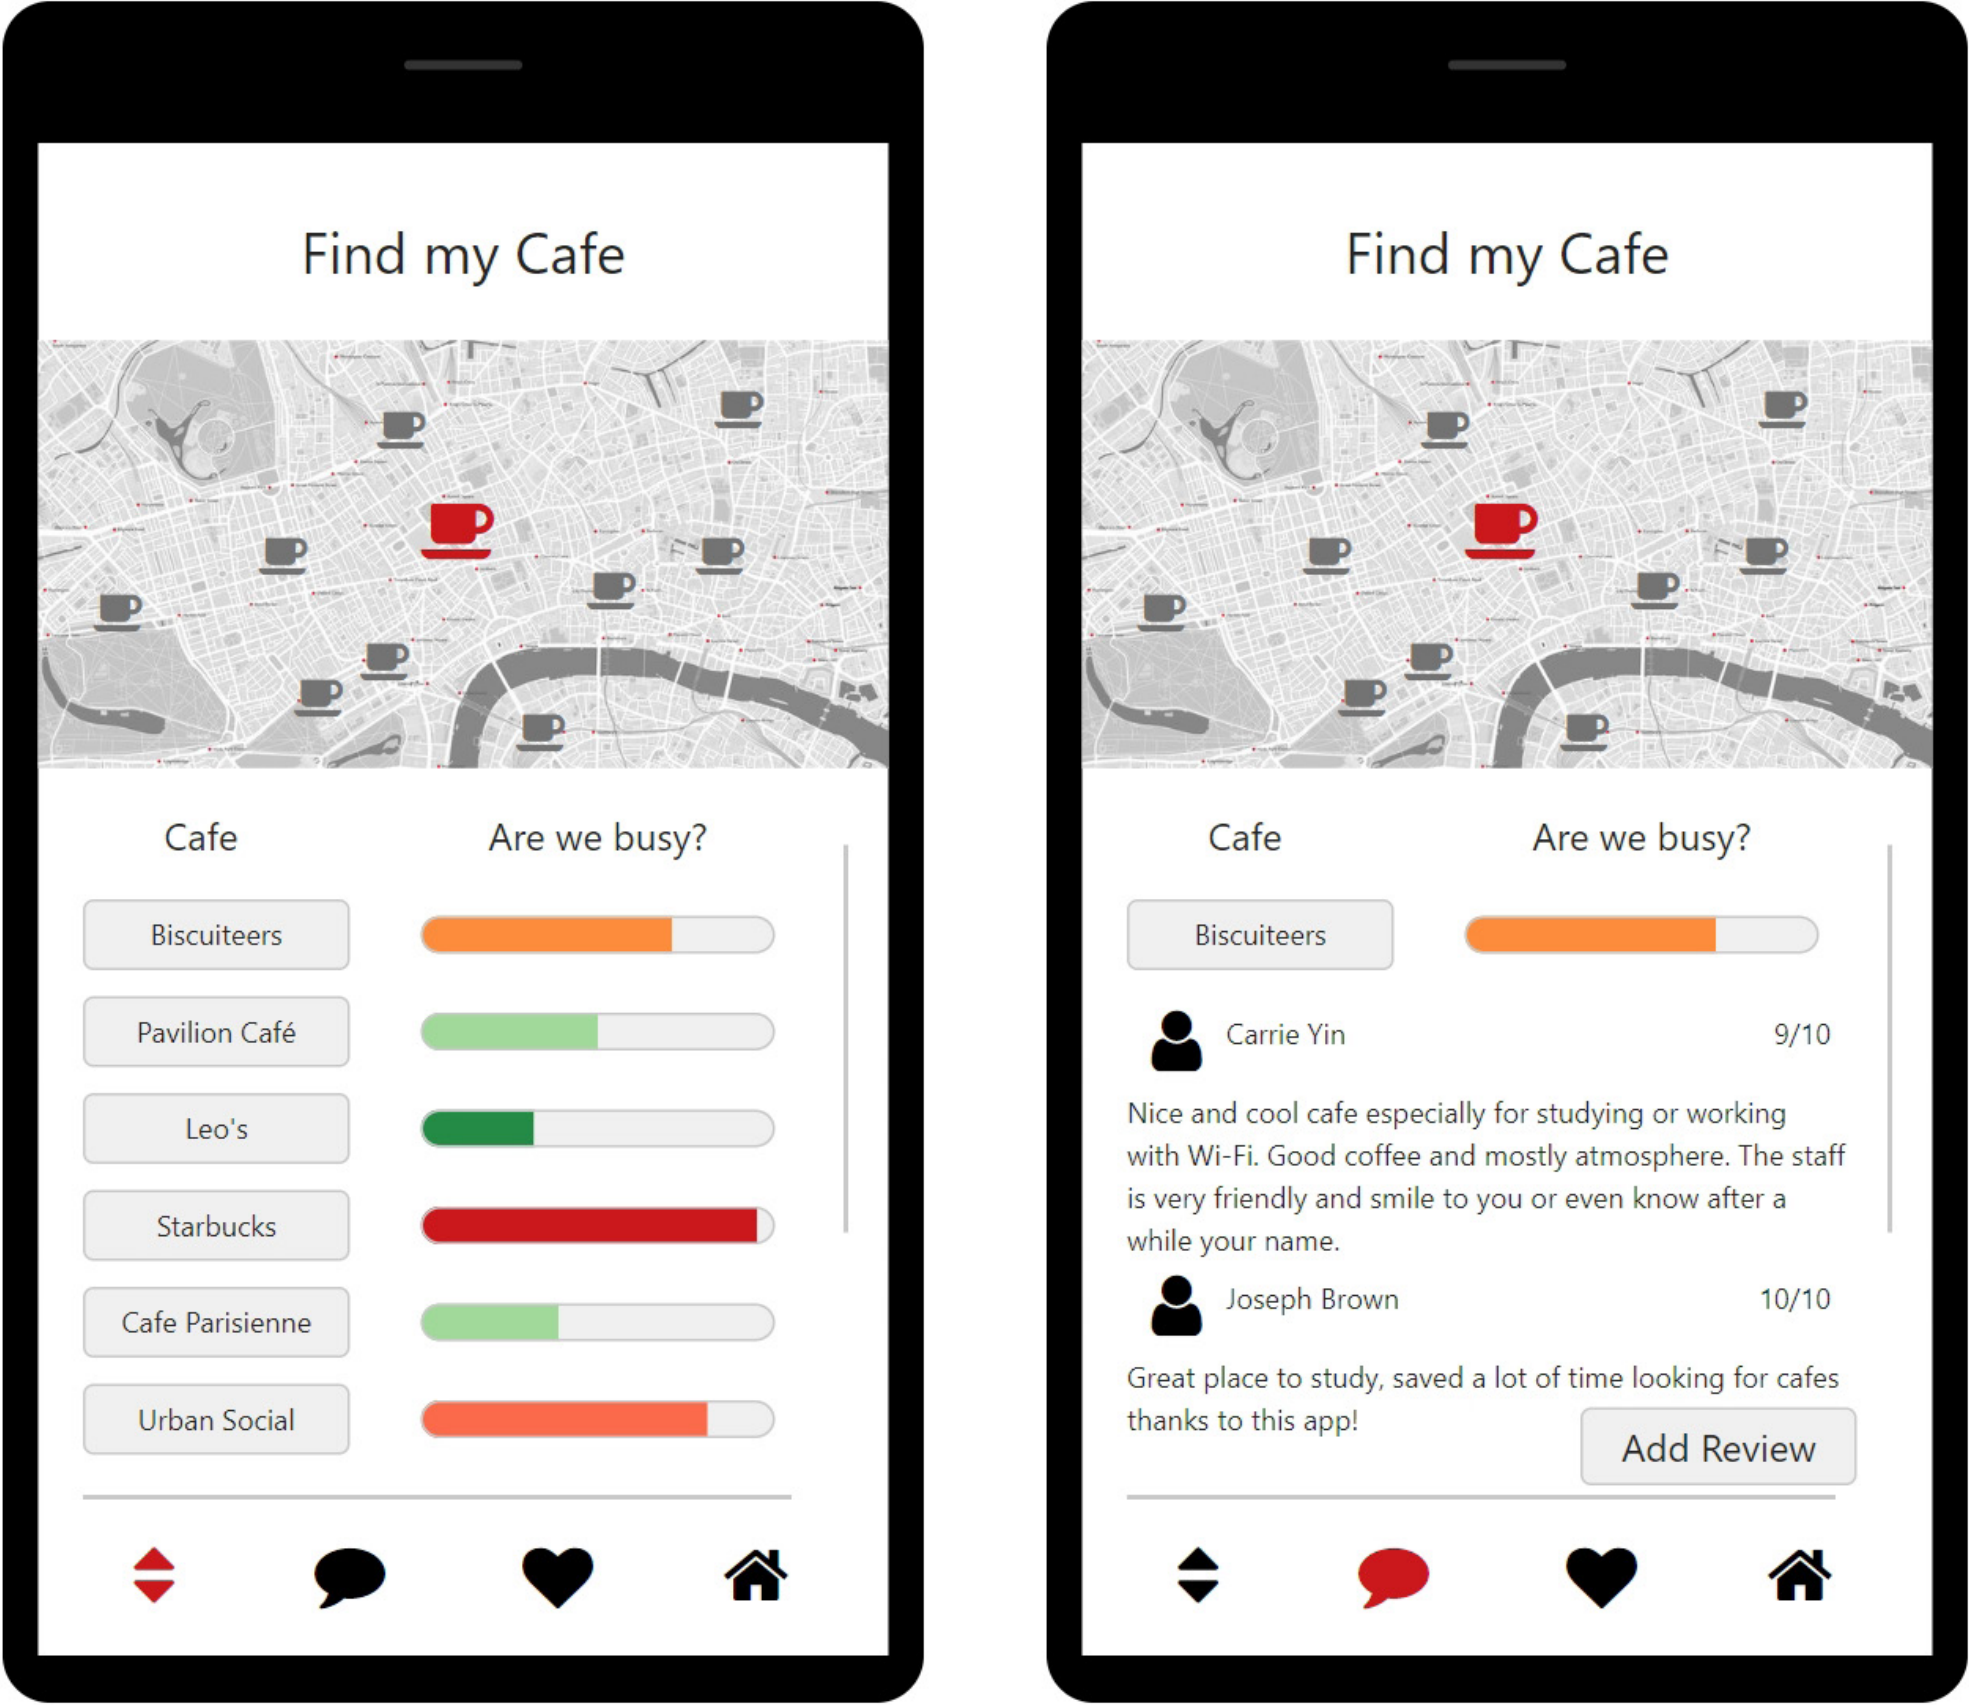 Find my Cafe
Cafe
Are we busy?
Biscuiteers
Pavilion Café
Leo's
Starbucks
Cafe Parisienne
Urban Social
Find my Cafe
Cafe
Are we busy?
Biscuiteers
Carrie Yin
9/10
Nice and cool cafe especially for studying or working
with Wi-Fi. Good coffee and mostly atmosphere. The staff
is very friendly and smile to you or even know after a
while your name.
Joseph Brown
10/10
Great place to study, saved a lot of time looking for cafes
thanks to this app!
Add Review